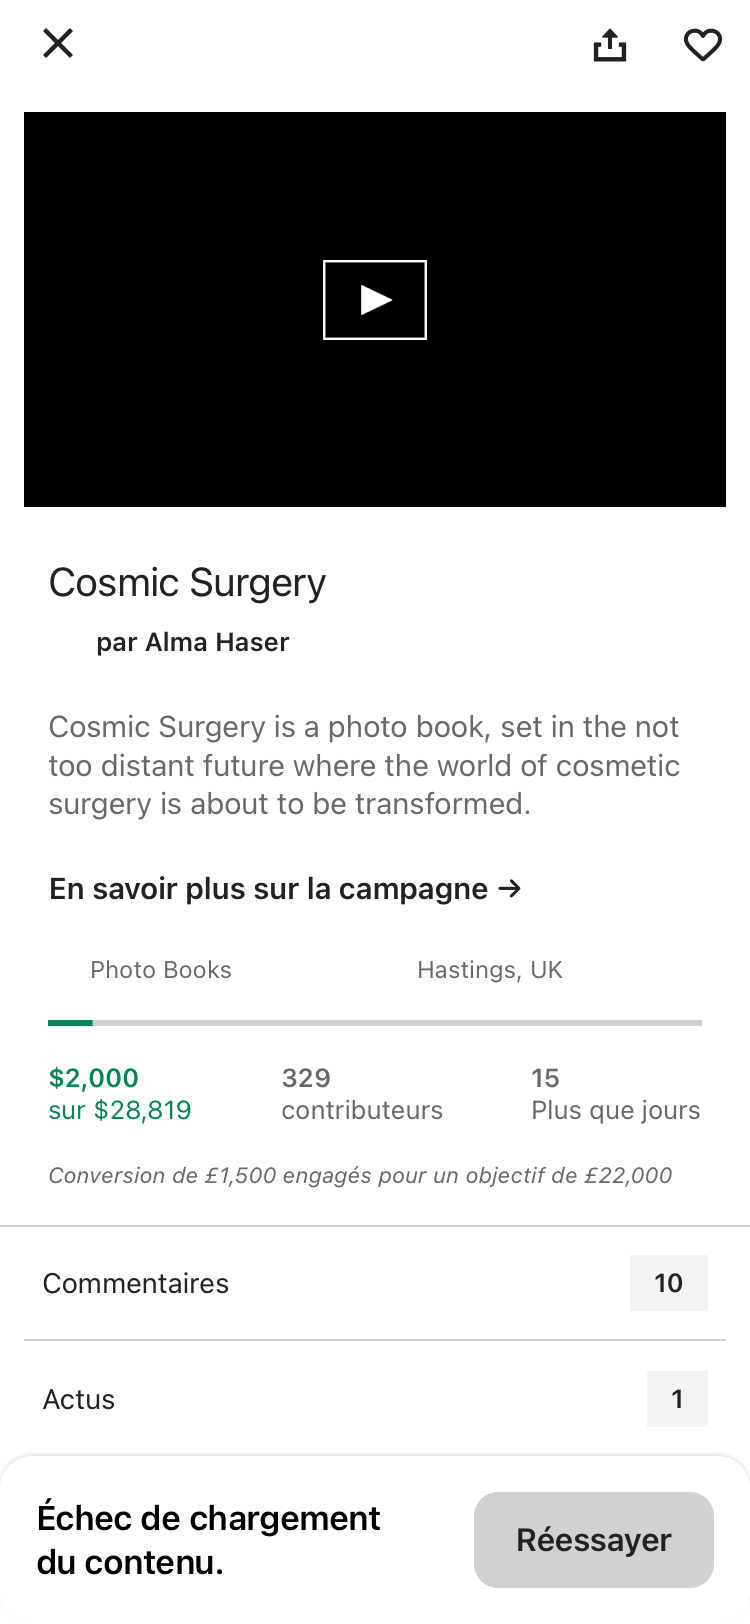 Cosmic Surgery
par Alma Haser
Cosmic Surgery is a photo book, set in the not
too distant future where the world of cosmetic
surgery is about to be transformed.
En savoir plus sur la campagne →
Photo Books
Hastings, UK
$2,000
sur $28,819
329
contributeurs
15
Plus que jours
Conversion de £1,500 engagés pour un objectif de £22,000
Commentaires
10
Actus
1
Échec de chargement
du contenu.
Réessayer